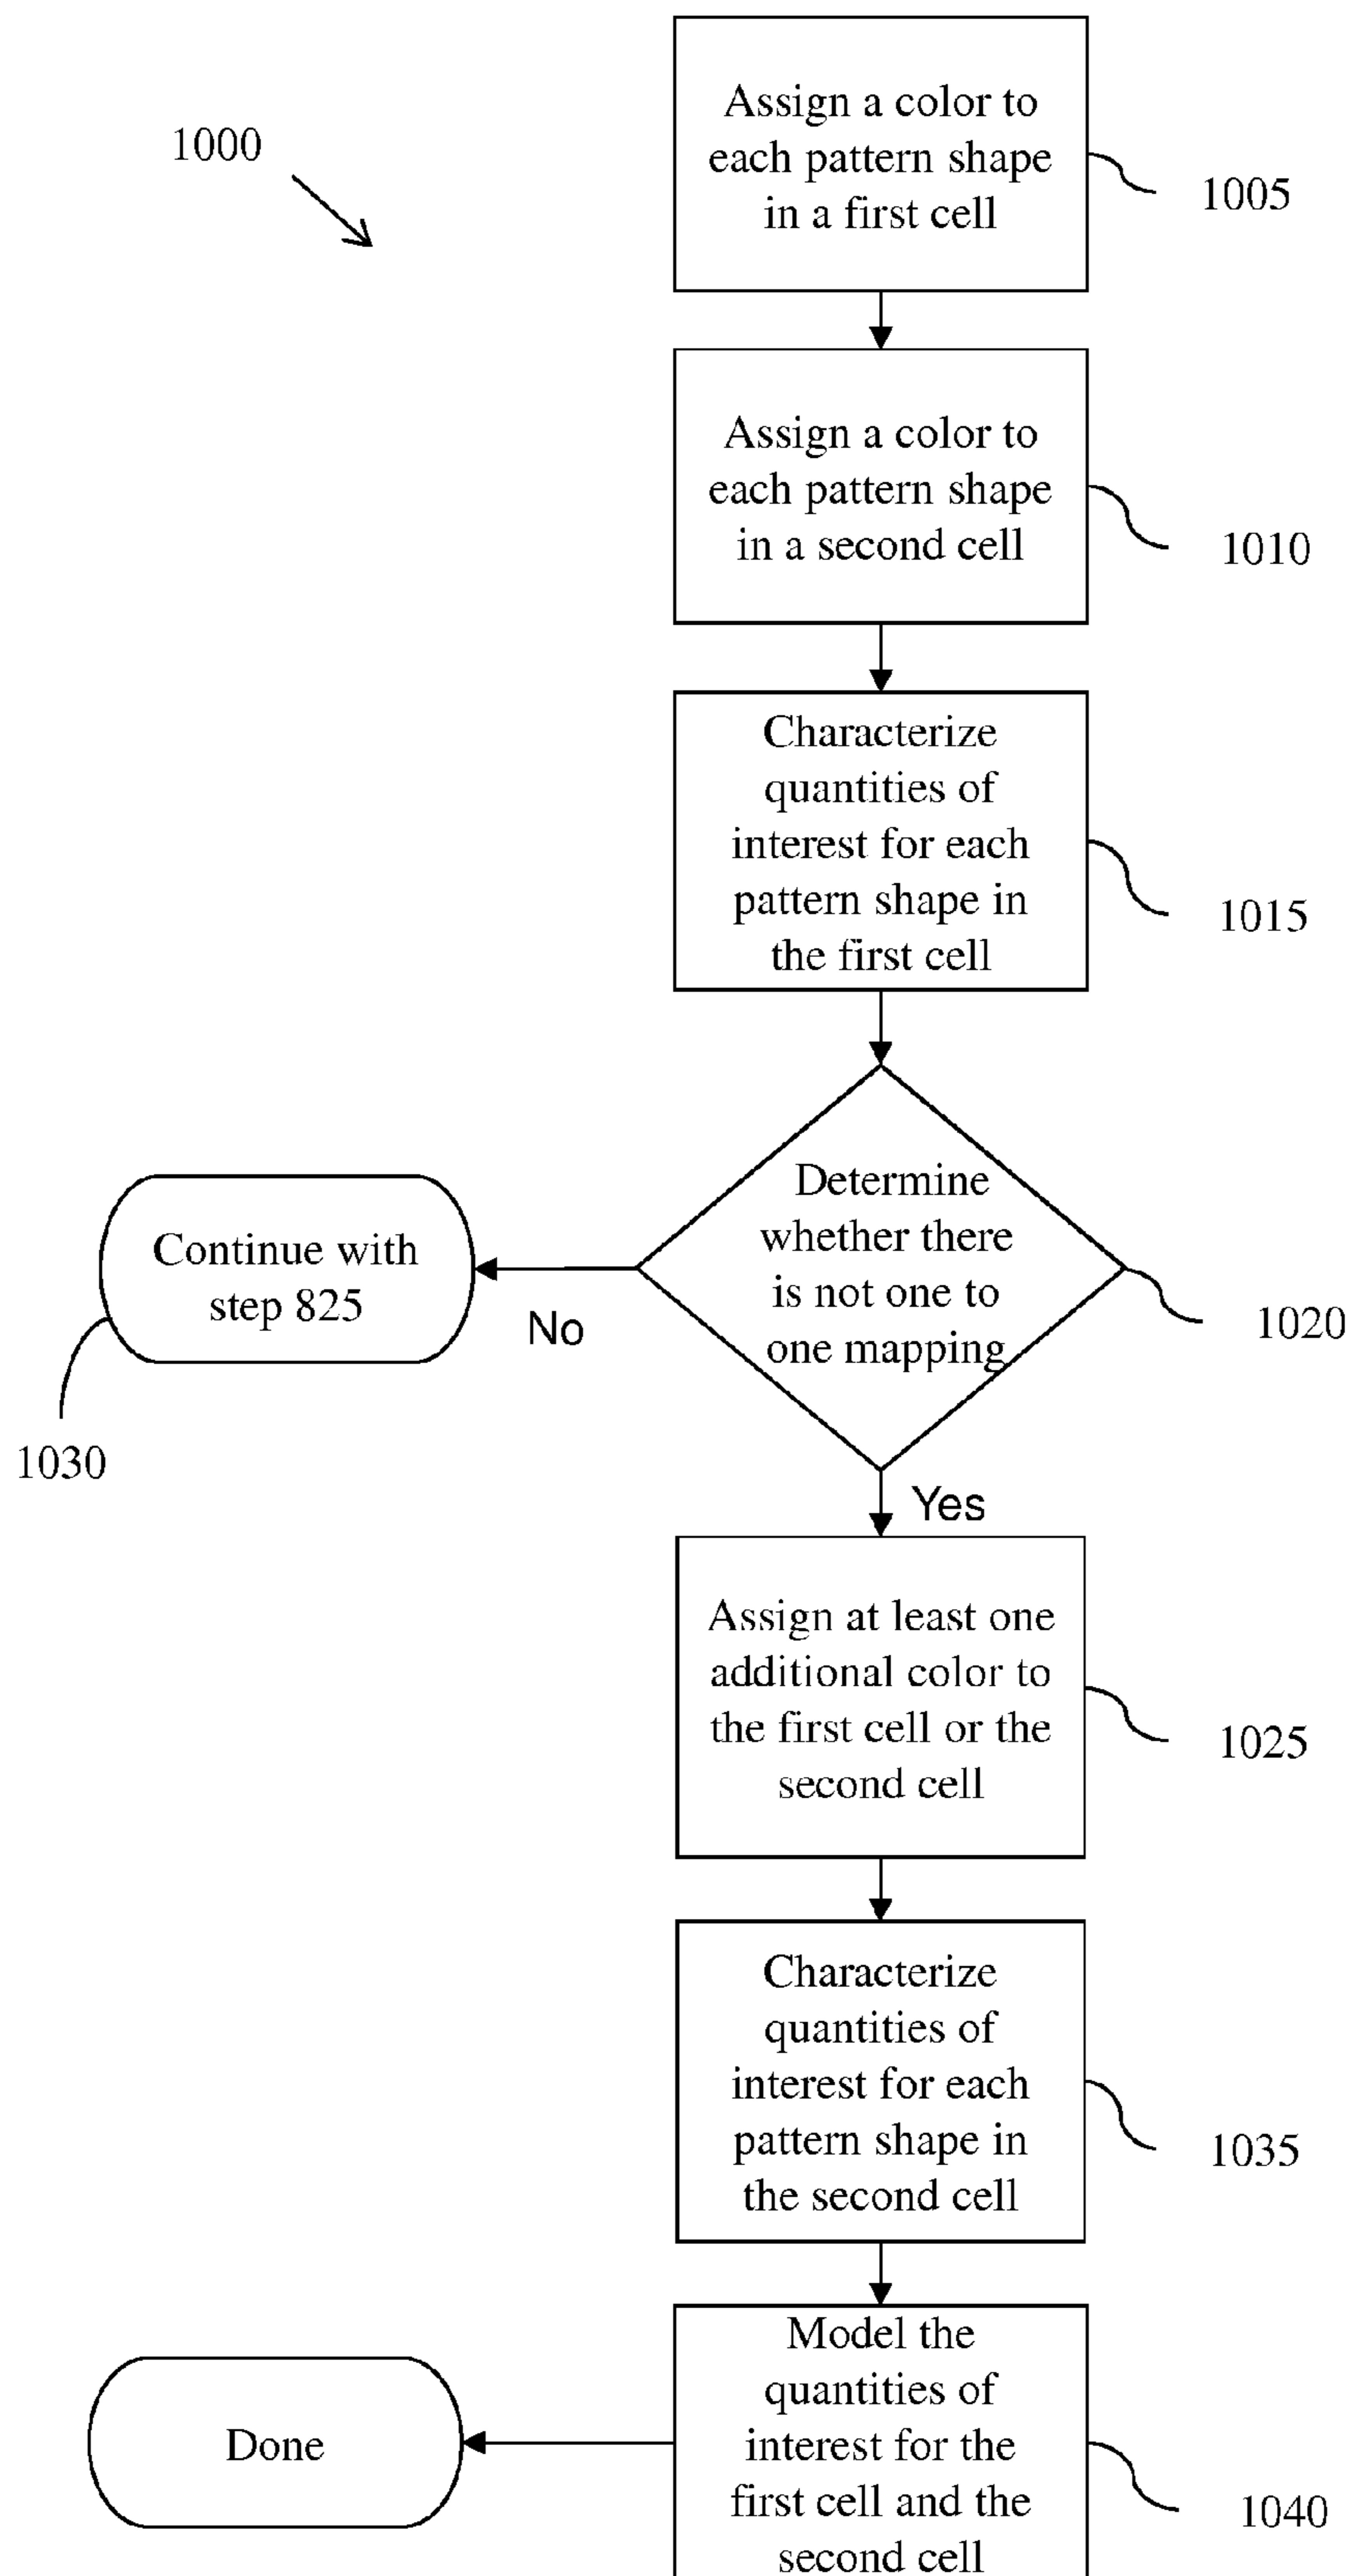 1000
Assign a color to
each pattern shape
in a first cell
1005
Assign a color to
each pattern shape
in a second cell
1010
Characterize
quantities of
interest for each
pattern shape in
the first cell
1015
Determine
whether there
is not one to
one mapping
1020
Continue with
step 825
No
1030
Yes
Assign at least one
additional color to
the first cell or the
second cell
1025
Characterize
quantities of
interest for each
pattern shape in
the second cell
1035
Model the
quantities of
interest for the
first cell and the
second cell
1040
Done